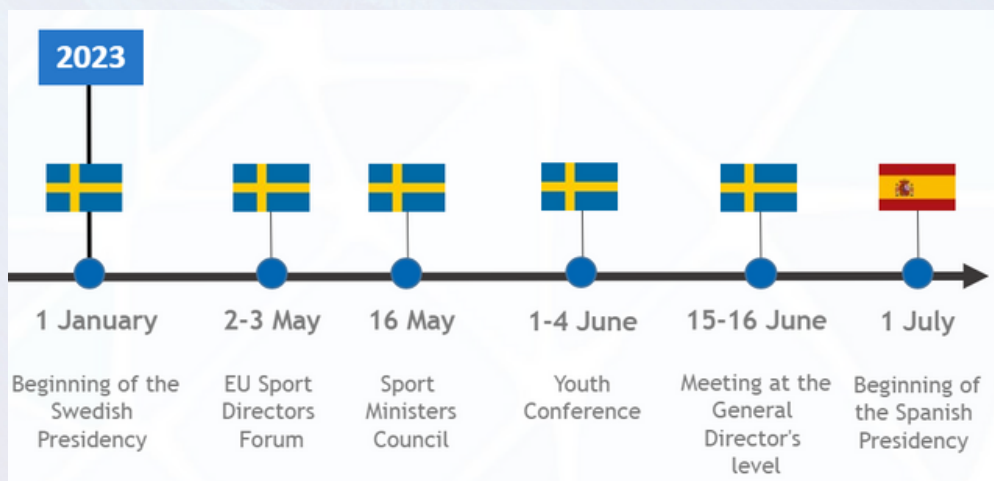 2023
1 January
Beginning of the
Swedish
Presidency
2-3 May
EU Sport
Directors
Forum
16 May
Sport
Ministers
Council
1-4 June
Youth
Conference
15-16 June
Meeting at the
General
Director's
level
1 July
Beginning of
the Spanish
Presidency